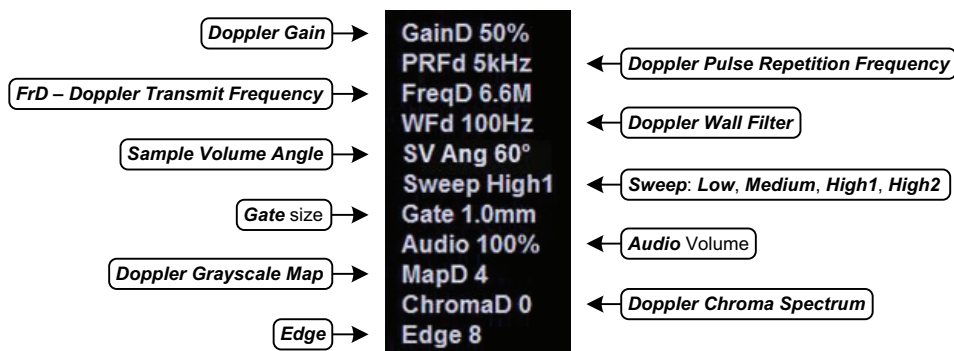 Doppler Gain
GainD 50%
PRFd 5kHz
Doppler Pulse Repetition Frequency
FrD – Doppler Transmit Frequency
FreqD 6.6M
WFd 100Hz
Doppler Wall Filter
Sample Volume Angle
SV Ang 60°
Sweep High1
Sweep: Low, Medium, High1, High2
Gate size
Gate 1.0mm
Audio 100%
Audio Volume
Doppler Grayscale Map
MapD 4
ChromaD 0
Doppler Chroma Spectrum
Edge
Edge 8